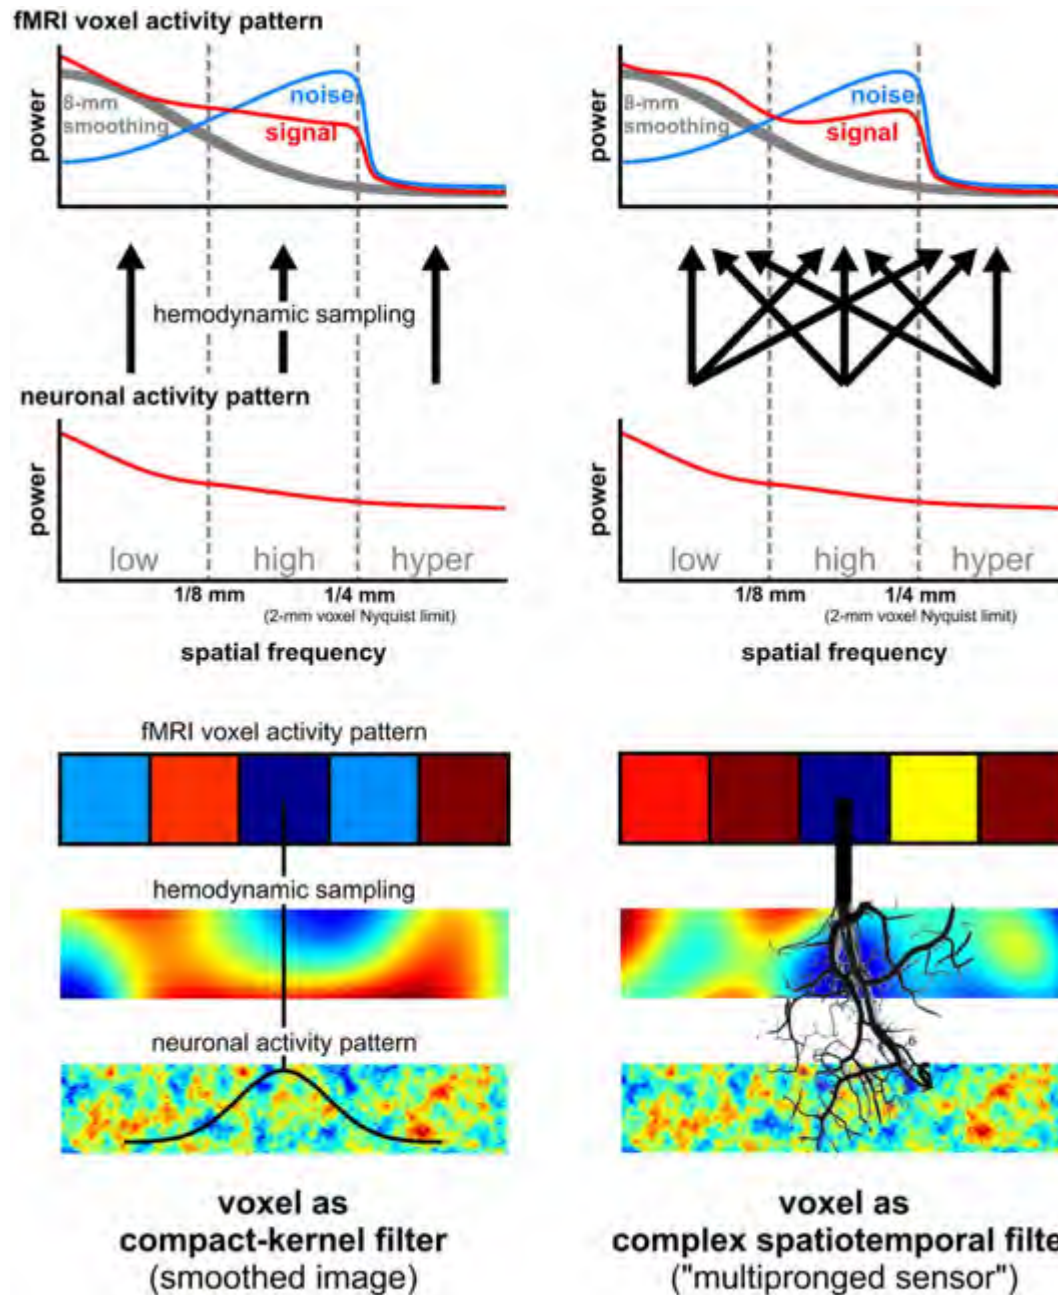 fMRI voxel activity pattern
power
8-mm
smoothing
noise
signal
power
8-mm
smoothing
noise
signal
hemodynamic sampling
neuronal activity pattern
power
low
high
hyper
1/8 mm
1/4 mm
(2-mm voxel Nyquist limit)
spatial frequency
power
low
high
hyper
1/8 mm
1/4 mm
(2-mm voxel Nyquist limit)
spatial frequency
fMRI voxel activity pattern
hemodynamic sampling
neuronal activity pattern
voxel as
compact-kernel filter
(smoothed image)
voxel as
complex spatiotemporal filte
("multipronged sensor")